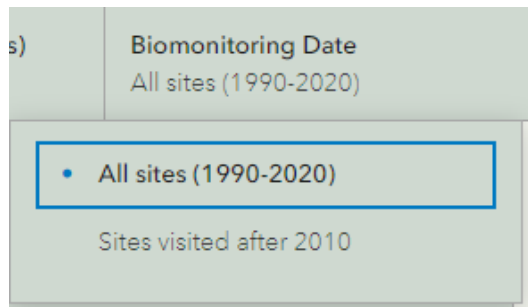 s)
Biomonitoring Date
All sites (1990-2020)
All sites (1990-2020)
Sites visited after 2010